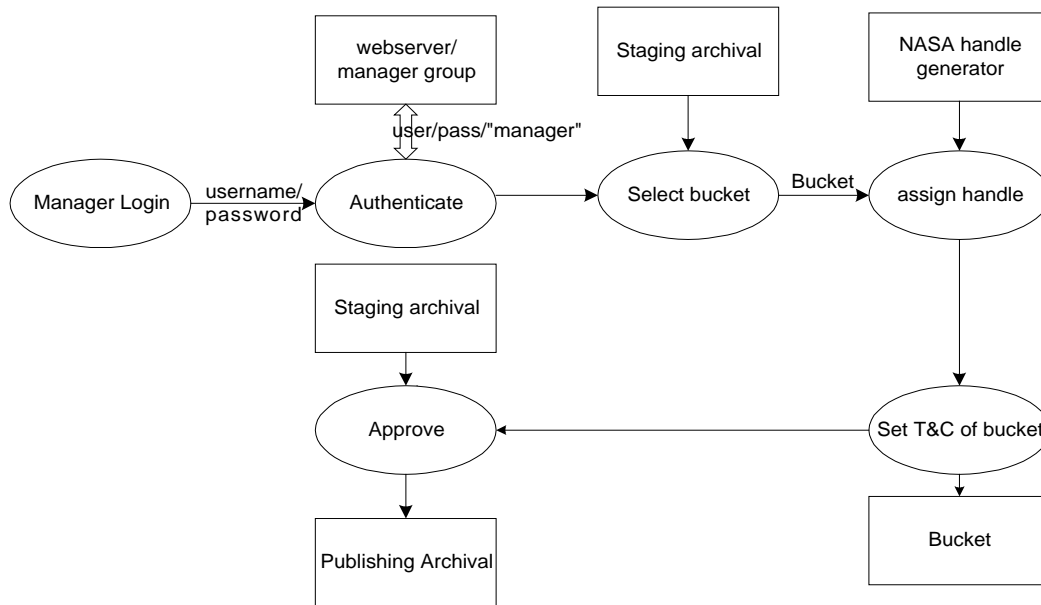 webserver/
manager group
Staging archival
NASA handle
generator
user/pass/"manager"
Manager Login
username/
password
Authenticate
Select bucket
Bucket
assign handle
Staging archival
Approve
Set T&C of bucket
Publishing Archival
Bucket